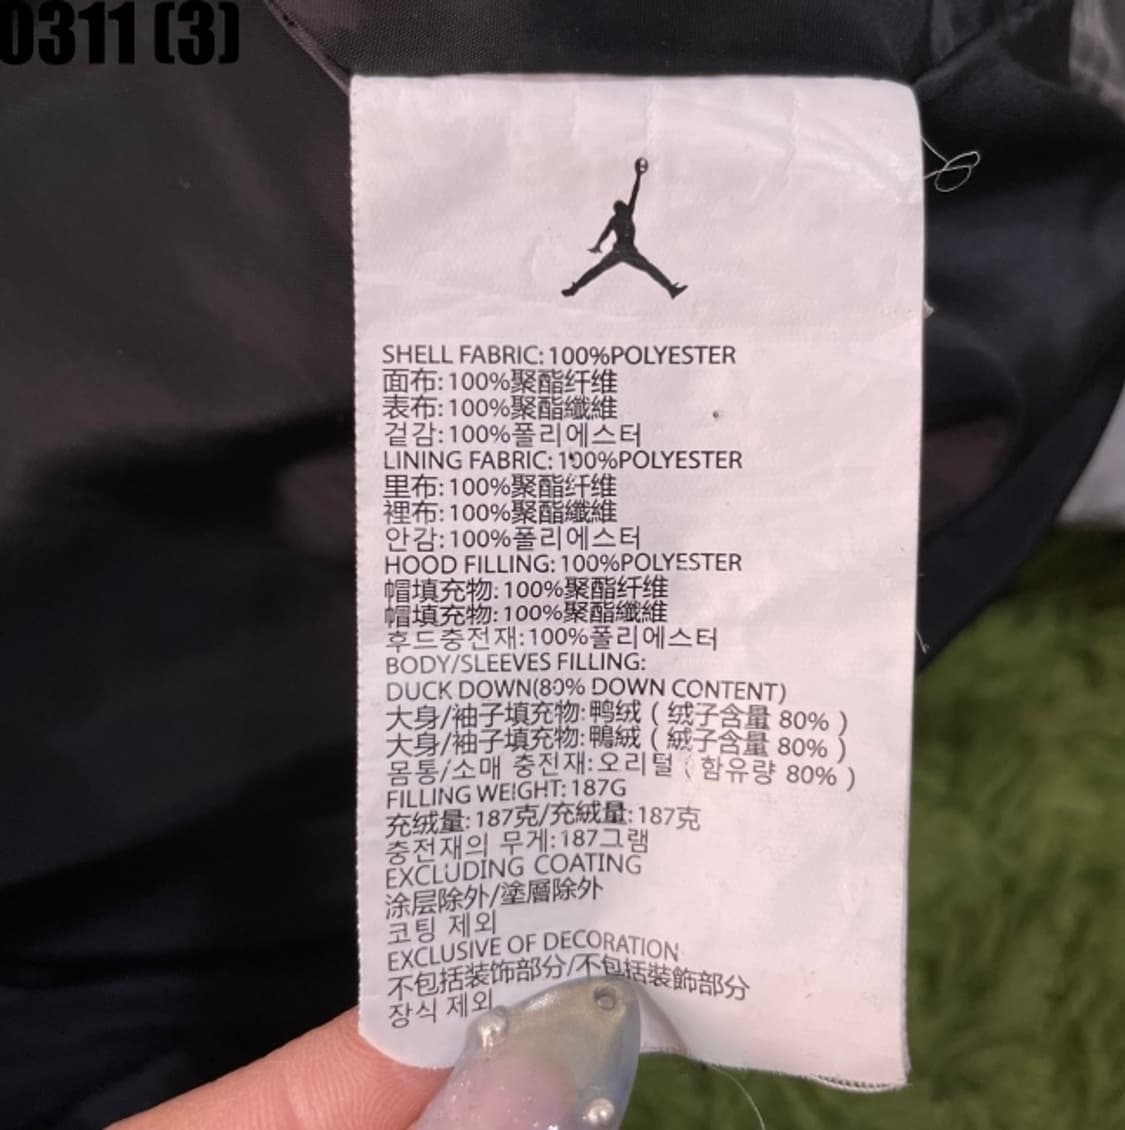 0311 (3)
SHELL FABRIC: 100%POLYESTER
面布: 100%聚酯纤维
表布: 100%聚酯纖維
겉감: 100%폴리에스터
LINING FABRIC: 100%POLYESTER
里布: 100%聚酯纤维
裡布: 100%聚酯纖維
안감: 100%폴리에스터
HOOD FILLING: 100%POLYESTER
帽填充物: 100%聚酯纤维
帽填充物: 100%聚酯纖維
후드충전재: 100%폴리에스터
BODY/SLEEVES FILLING:
DUCK DOWN(80% DOWN CONTENT)
大身/袖子填充物: 鸭绒 ( 绒子含量 80% )
大身/袖子填充物: 鴨絨 ( 絨子含量 80% )
몸통/소매 충전재: 오리털 ( 함유량 80% )
FILLING WEIGHT: 187G
充绒量: 187克/充絨量: 187克
충전재의 무게: 187그램
EXCLUDING COATING
涂层除外/塗層除外
코팅 제외
EXCLUSIVE OF DECORATION
不包括装饰部分/不包括裝飾部分
장식 제외